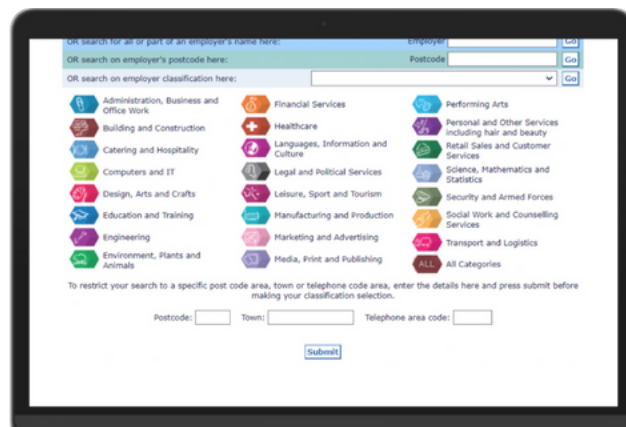 OR search for all or part of an employer's name here: Employer Go
OR search on employer's postcode here: Postcode Go
OR search on employer classification here: Go
Administration, Business and
Office Work
Building and Construction
Catering and Hospitality
Computers and IT
Design, Arts and Crafts
Education and Training
Engineering
Environment, Plants and
Animals
Financial Services
Healthcare
Languages, Information and
Culture
Legal and Political Services
Leisure, Sport and Tourism
Manufacturing and Production
Marketing and Advertising
Media, Print and Publishing
Performing Arts
Personal and Other Services
including hair and beauty
Retail Sales and Customer
Services
Science, Mathematics and
Statistics
Security and Armed Forces
Social Work and Counselling
Services
Transport and Logistics
ALL All Categories
To restrict your search to a specific post code area, town or telephone code area, enter the details here and press submit before
making your classification selection.
Postcode: Town: Telephone area code:
Submit